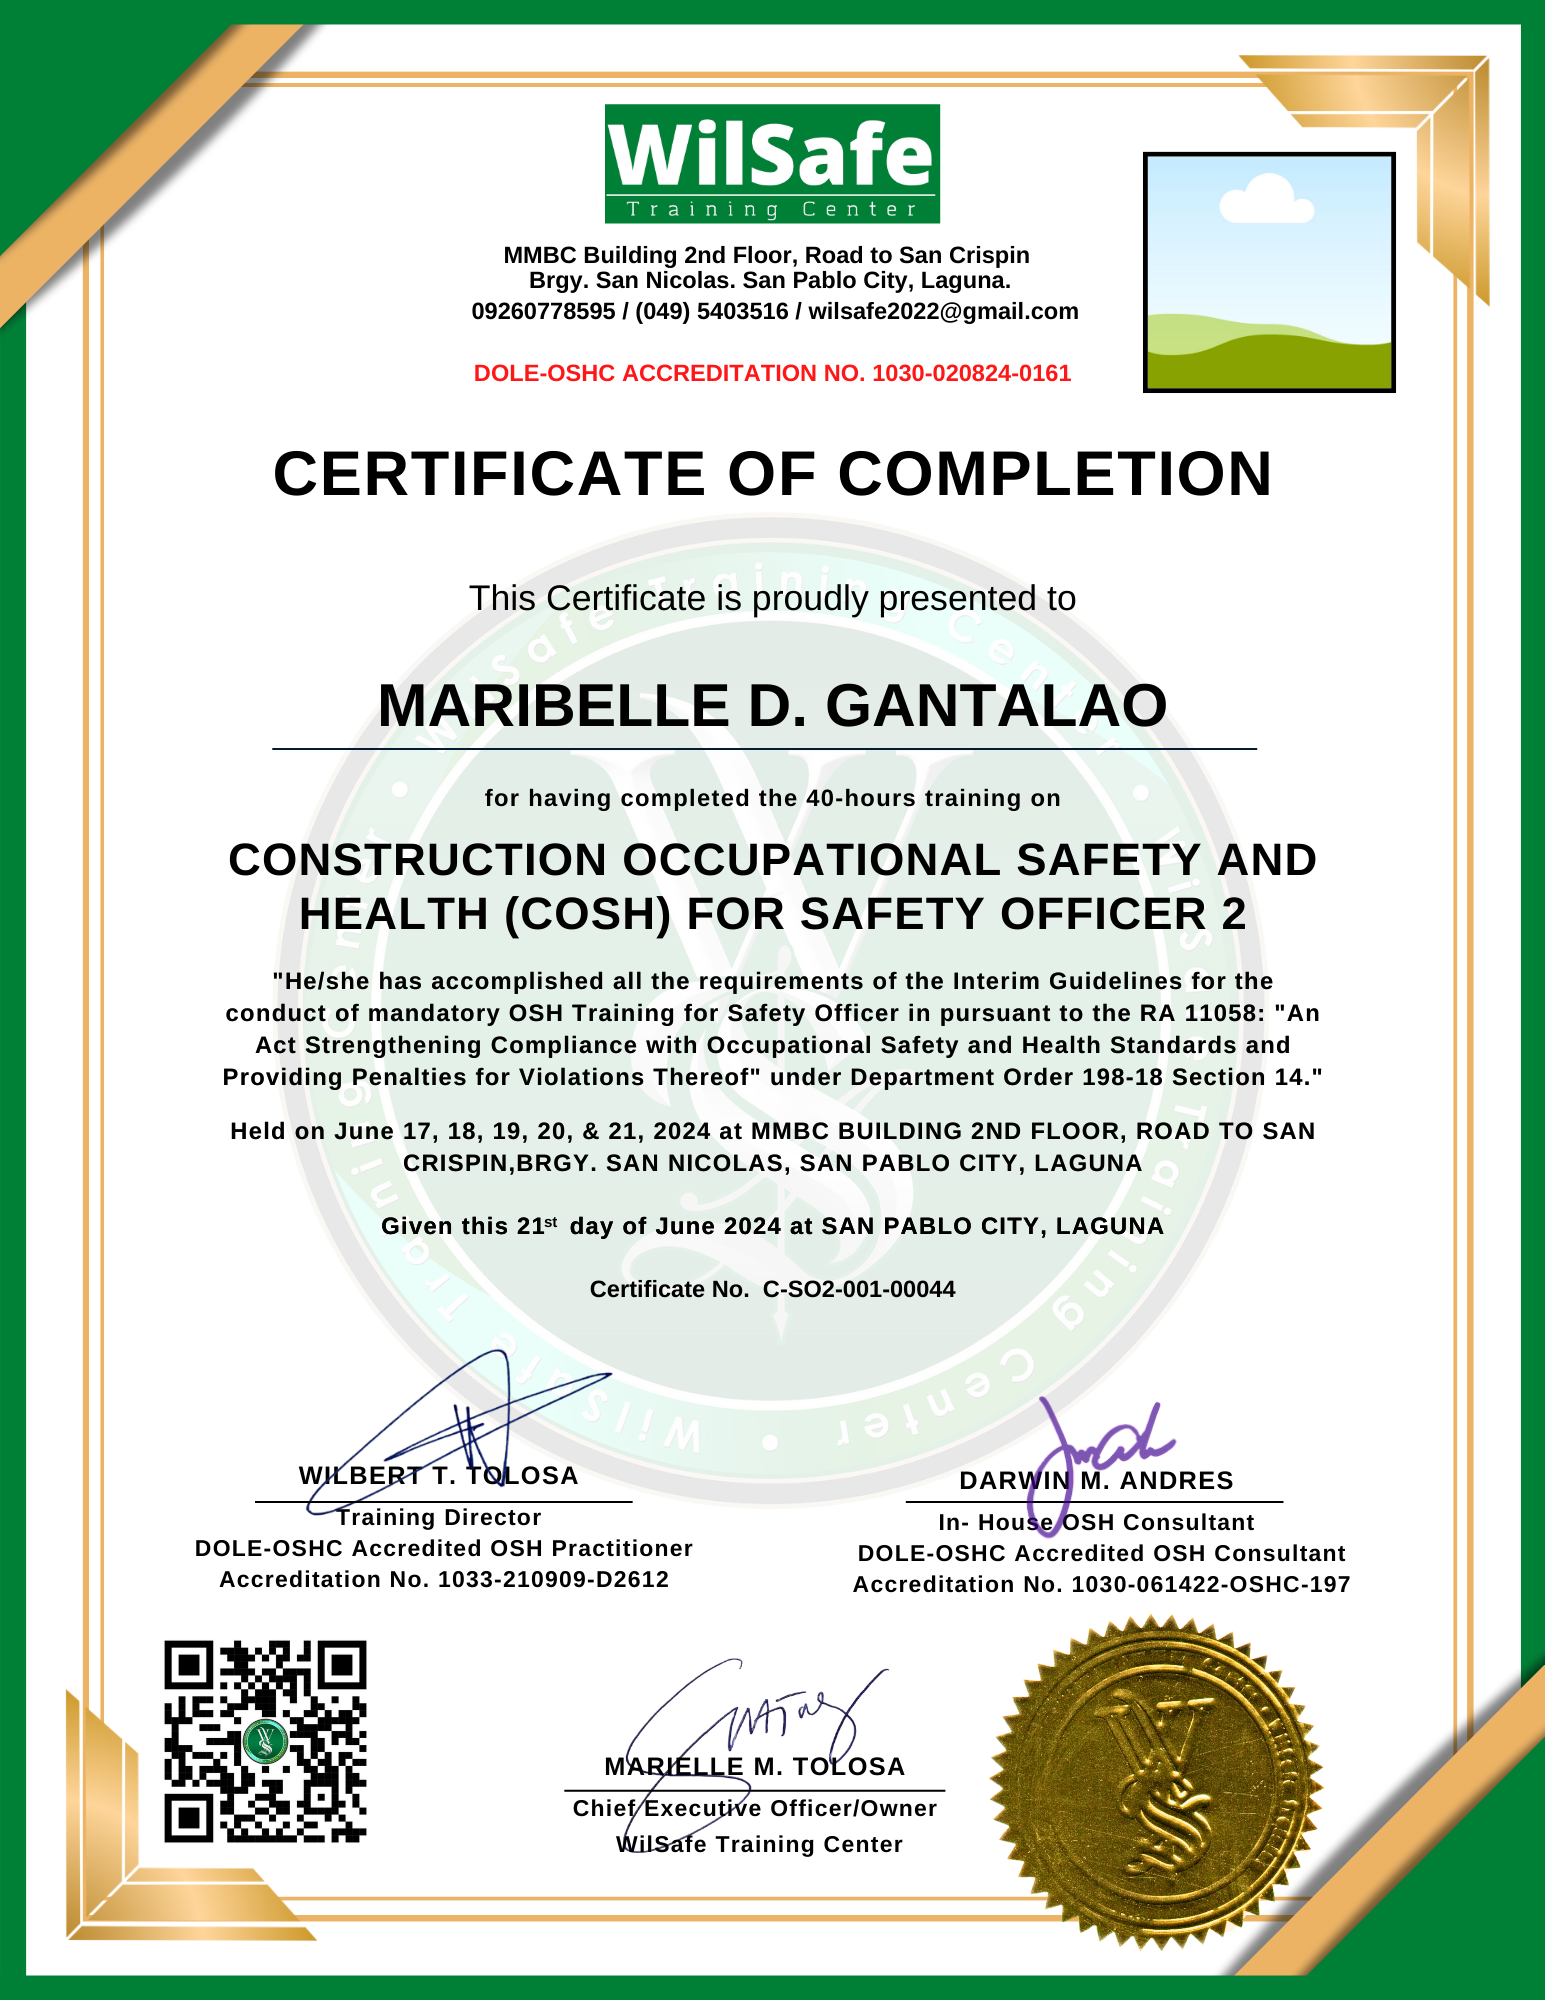 WilSafe
Training Center
MMBC Building 2nd Floor, Road to San Crispin
Brgy. San Nicolas. San Pablo City, Laguna.
09260778595 / (049) 5403516 / wilsafe2022@gmail.com
DOLE-OSHC ACCREDITATION NO. 1030-020824-0161
CERTIFICATE OF COMPLETION
This Certificate is proudly presented to
MARIBELLE D. GANTALAO
for having completed the 40-hours training on
CONSTRUCTION OCCUPATIONAL SAFETY AND
HEALTH (COSH) FOR SAFETY OFFICER 2
"He/she has accomplished all the requirements of the Interim Guidelines for the
conduct of mandatory OSH Training for Safety Officer in pursuant to the RA 11058: "An
Act Strengthening Compliance with Occupational Safety and Health Standards and
Providing Penalties for Violations Thereof" under Department Order 198-18 Section 14."
Held on June 17, 18, 19, 20, & 21, 2024 at MMBC BUILDING 2ND FLOOR, ROAD TO SAN
CRISPIN,BRGY. SAN NICOLAS, SAN PABLO CITY, LAGUNA
Given this 21st day of June 2024 at SAN PABLO CITY, LAGUNA
Certificate No. C-SO2-001-00044
WilSafe Training Center • WilSafe Training Center • WilSafe Training Center •
WILBERT T. TOLOSA
Training Director
DOLE-OSHC Accredited OSH Practitioner
Accreditation No. 1033-210909-D2612
DARWIN M. ANDRES
In- House OSH Consultant
DOLE-OSHC Accredited OSH Consultant
Accreditation No. 1030-061422-OSHC-197
MARIELLE M. TOLOSA
Chief Executive Officer/Owner
WilSafe Training Center